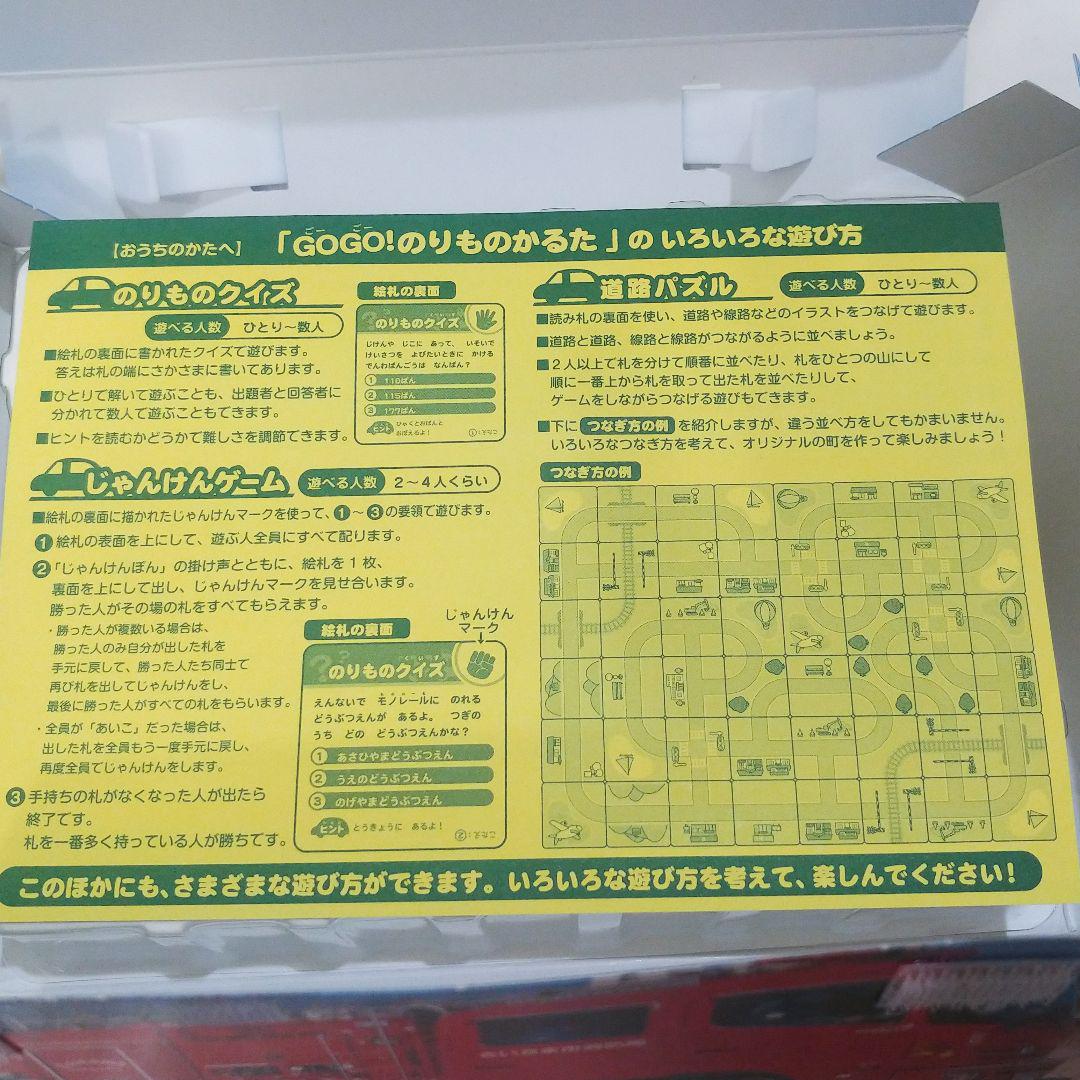 【おうちのかたへ】 「GOGO!のりものかるた」のいろいろな遊び方
ごー ごー
のりものクイズ
遊べる人数 ひとり〜数人
■絵札の裏面に書かれたクイズで遊びます。
答えは札の端にさかさまに書いてあります。
■ひとりで解いて遊ぶことも、出題者と回答者に
分かれて数人で遊ぶこともできます。
■ヒントを読むかどうかで難しさを調節できます。
絵札の裏面
のりものクイズ
じけんや じこに あって、 いそいで
けいさつを よびたいときに かける
でんわばんごうは なんばん?
① 110ばん
② 115ばん
③ 177ばん
ヒント ひゃくとおばんと
おぼえるよ!
こたえ:①
じゃんけんゲーム
遊べる人数 2〜4人くらい
■絵札の裏面に描かれたじゃんけんマークを使って、❶〜❸の要領で遊びます。
❶ 絵札の表面を上にして、遊ぶ人全員にすべて配ります。
❷ 「じゃんけんぽん」の掛け声とともに、絵札を1枚、
裏面を上にして出し、じゃんけんマークを見せ合います。
勝った人がその場の札をすべてもらえます。
・勝った人が複数いる場合は、
勝った人のみ自分が出した札を
手元に戻して、勝った人たち同士で
再び札を出してじゃんけんをし、
最後に勝った人がすべての札をもらいます。
・全員が「あいこ」だった場合は、
出した札を全員もう一度手元に戻し、
再度全員でじゃんけんをします。
❸ 手持ちの札がなくなった人が出たら
終了です。
札を一番多く持っている人が勝ちです。
じゃんけん
マーク
絵札の裏面
のりものクイズ
えんないで モノレールに のれる
どうぶつえんが あるよ。 つぎの
うち どの どうぶつえんかな?
① あさひやまどうぶつえん
② うえのどうぶつえん
③ のげやまどうぶつえん
ヒント とうきょうに あるよ!
こたえ:②
道路パズル
遊べる人数 ひとり〜数人
■読み札の裏面を使い、道路や線路などのイラストをつなげて遊びます。
■道路と道路、線路と線路がつながるように並べましょう。
■2人以上で札を分けて順番に並べたり、札をひとつの山にして
順に一番上から札を取って出た札を並べたりして、
ゲームをしながらつなげる遊びもできます。
■下に つなぎ方の例 を紹介しますが、違う並べ方をしてもかまいません。
いろいろなつなぎ方を考えて、オリジナルの町を作って楽しみましょう!
つなぎ方の例
このほかにも、さまざまな遊び方ができます。いろいろな遊び方を考えて、楽しんでください!